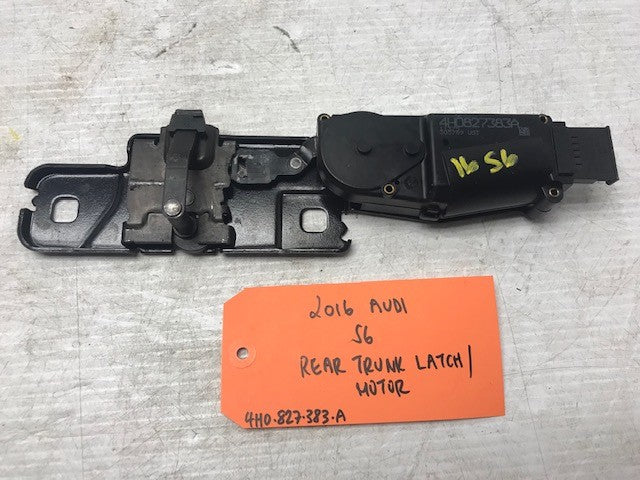 4H0827383A
16 S6
2016 AUDI
S6
REAR TRUNK LATCH/
MOTOR
4H0.827.383.A